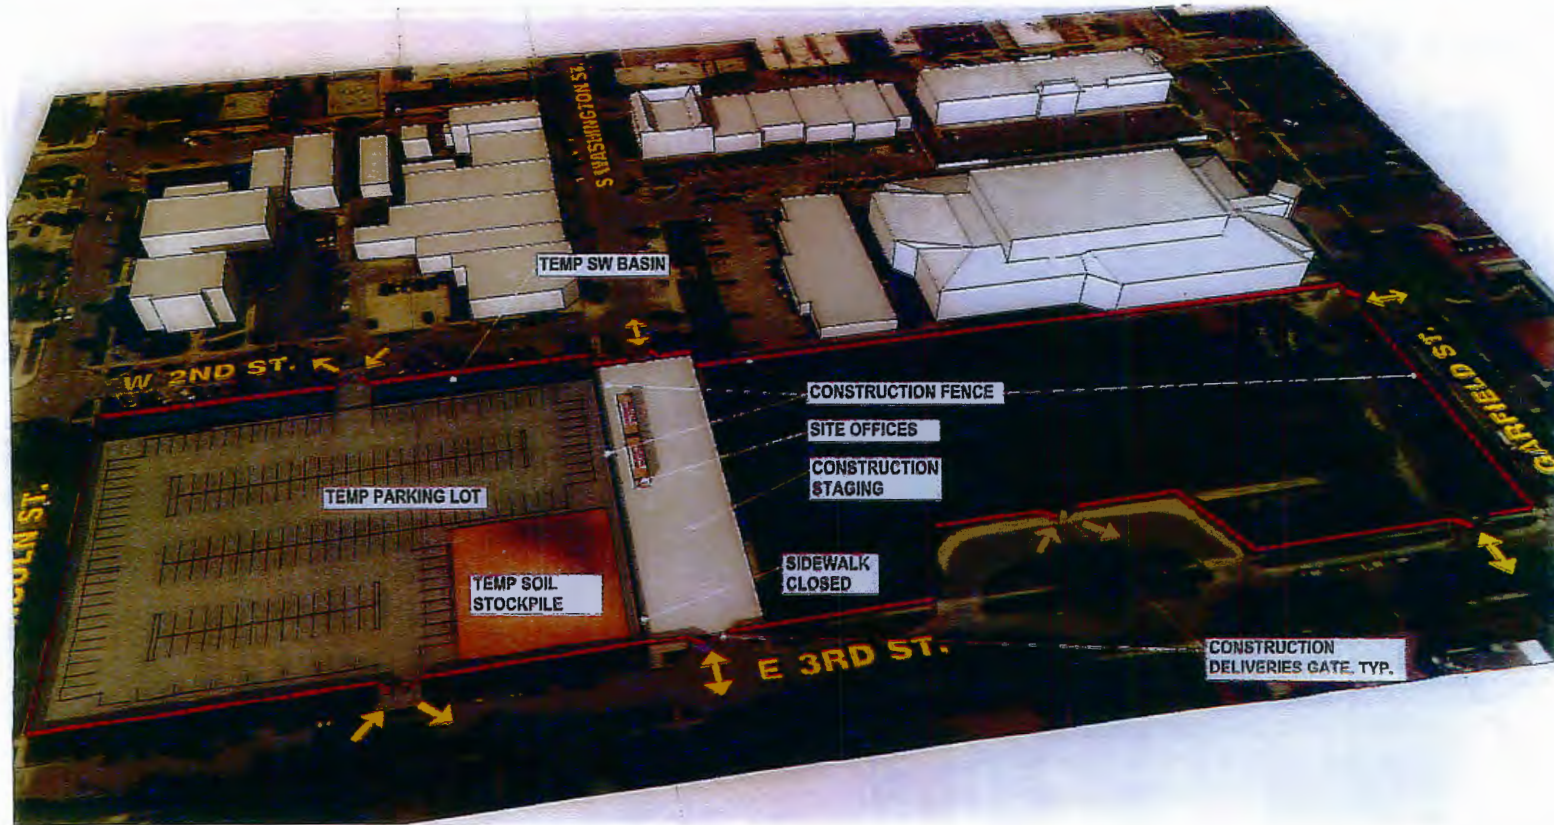 S WASHINGTON ST.
TEMP SW BASIN
W 2ND ST.
CONSTRUCTION FENCE
SITE OFFICES
CONSTRUCTION
STAGING
GARFIELD ST.
TEMP PARKING LOT
TEMP SOIL
STOCKPILE
SIDEWALK
CLOSED
E 3RD ST.
CONSTRUCTION
DELIVERIES GATE, TYP.